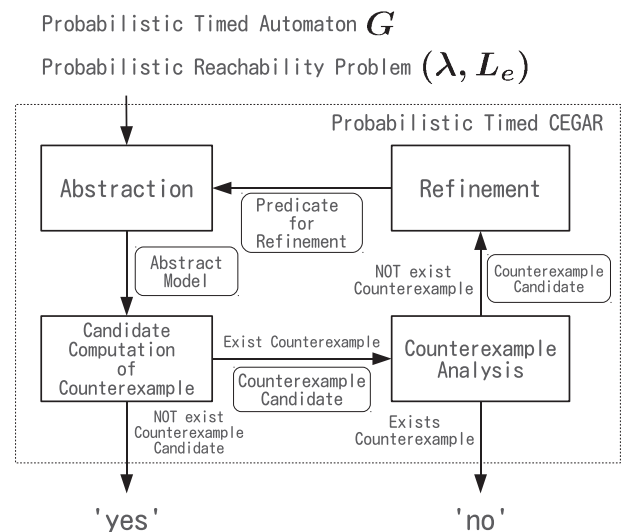 Probabilistic Timed Automaton G
Probabilistic Reachability Problem (λ, Lₑ)
Probabilistic Timed CEGAR
Abstraction
Refinement
Predicate
for
Refinement
Abstract
Model
NOT exist
Counterexample
Counterexample
Candidate
Candidate
Computation
of
Counterexample
Exist Counterexample
Counterexample
Candidate
Counterexample
Analysis
NOT exist
Counterexample
Candidate
Exists
Counterexample
'yes'
'no'